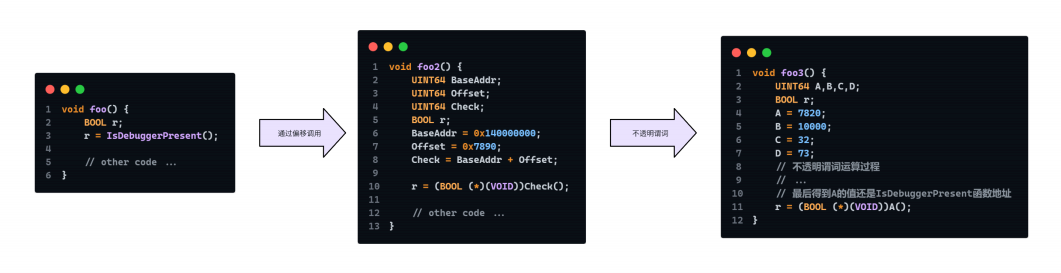 1 void foo() {
2 BOOL r;
3 r = IsDebuggerPresent();
4
5 // other code ...
6 }
通过偏移调用
1 void foo2() {
2 UINT64 BaseAddr;
3 UINT64 Offset;
4 UINT64 Check;
5 BOOL r;
6 BaseAddr = 0x140000000;
7 Offset = 0x7890;
8 Check = BaseAddr + Offset;
9
10 r = (BOOL (*)(VOID))Check();
11
12 // other code ...
13 }
不透明谓词
1 void foo3() {
2 UINT64 A,B,C,D;
3 BOOL r;
4 A = 7820;
5 B = 10000;
6 C = 32;
7 D = 73;
8 // 不透明谓词运算过程
9 // ...
10 // 最后得到A的值还是IsDebuggerPresent函数地址
11 r = (BOOL (*)(VOID))A();
12 }